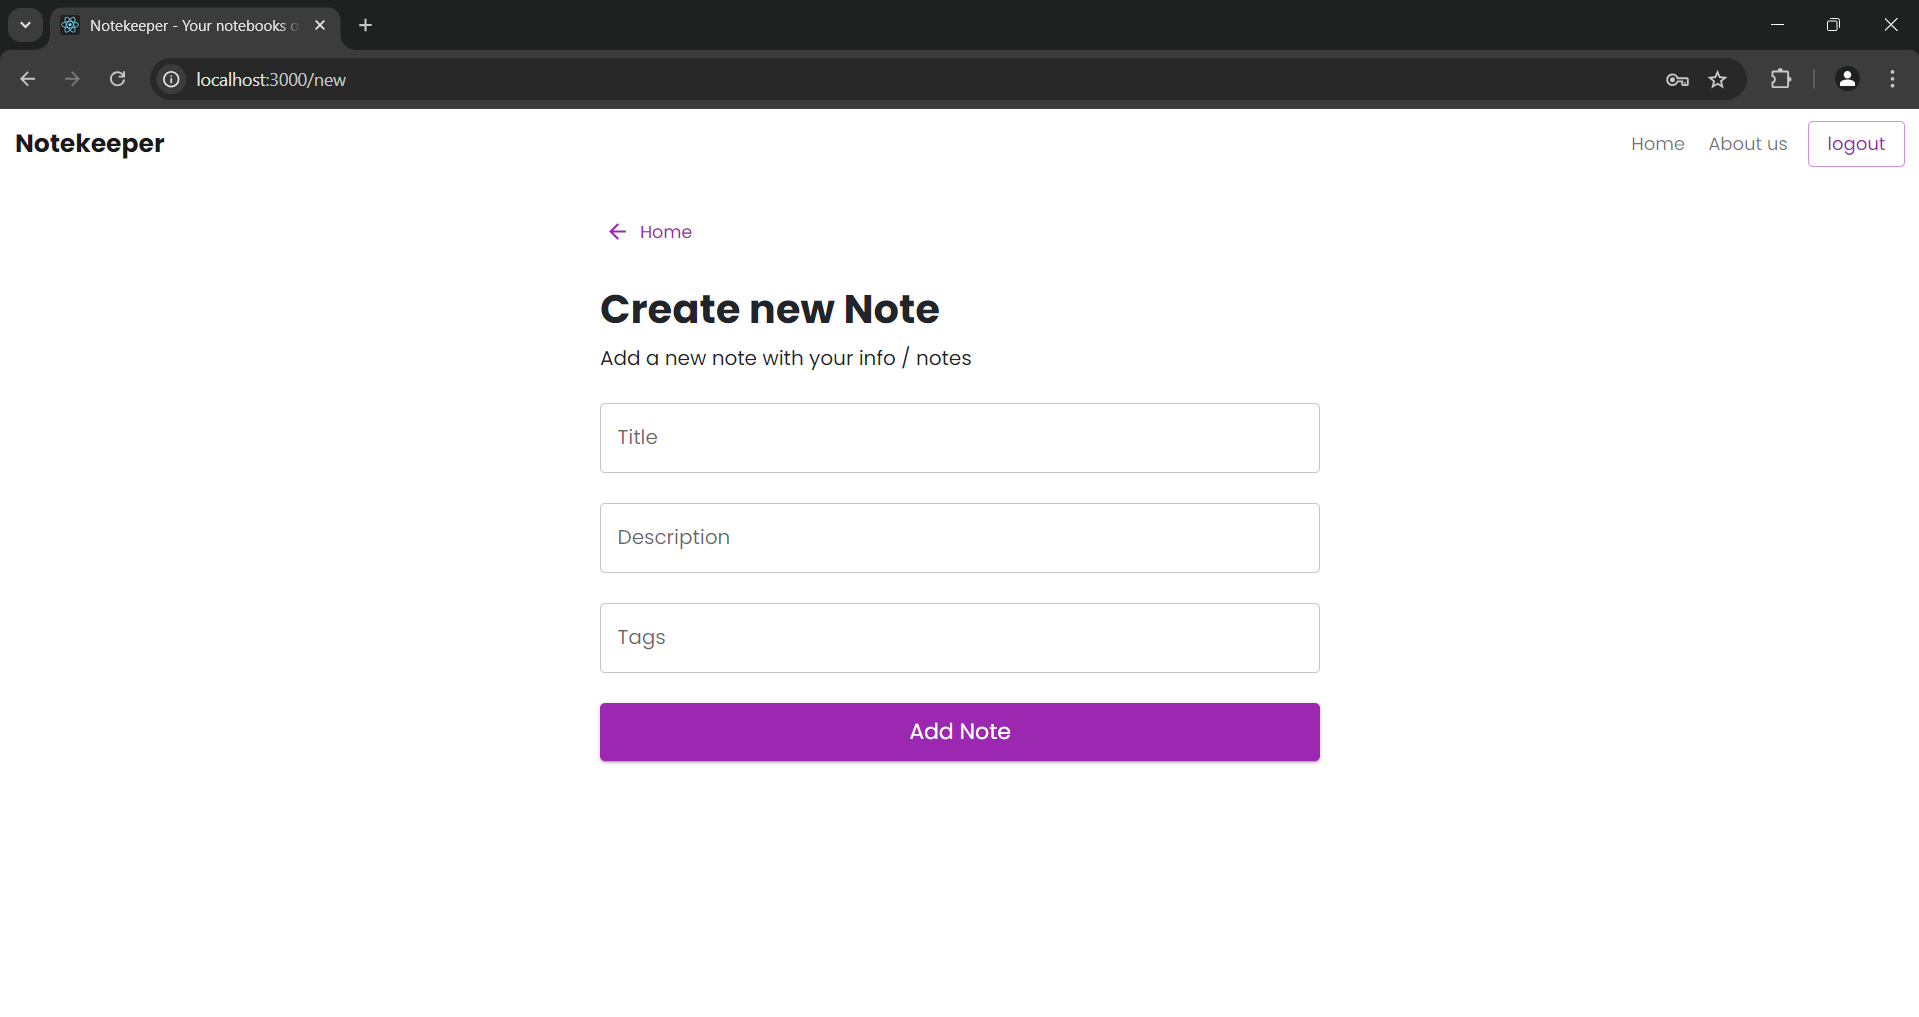 Notekeeper - Your notebooks
localhost:3000/new
Notekeeper
Home
About us
logout
Home
Create new Note
Add a new note with your info / notes
Title
Description
Tags
Add Note